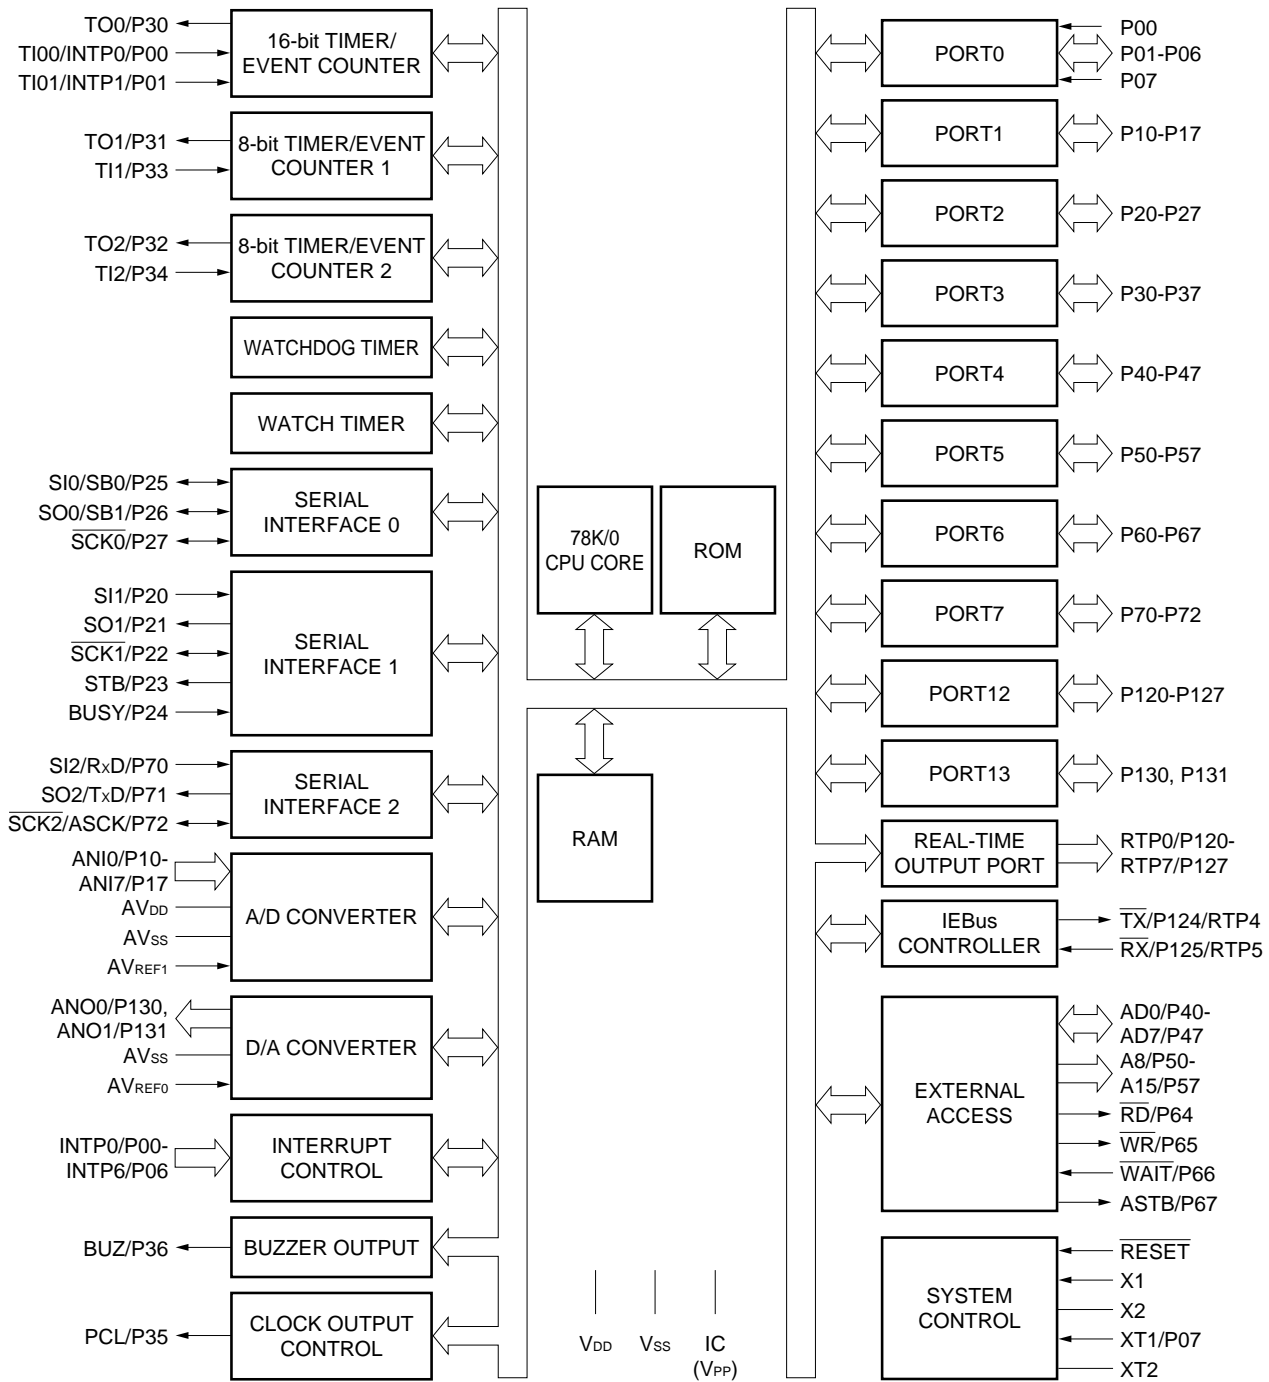 TO0/P30
TI00/INTP0/P00
TI01/INTP1/P01
16-bit TIMER/
EVENT COUNTER
TO1/P31
TI1/P33
8-bit TIMER/EVENT
COUNTER 1
TO2/P32
TI2/P34
8-bit TIMER/EVENT
COUNTER 2
WATCHDOG TIMER
WATCH TIMER
SI0/SB0/P25
SO0/SB1/P26
SCK0/P27
SERIAL
INTERFACE 0
SI1/P20
SO1/P21
SCK1/P22
STB/P23
BUSY/P24
SERIAL
INTERFACE 1
SI2/RxD/P70
SO2/TxD/P71
SCK2/ASCK/P72
SERIAL
INTERFACE 2
ANI0/P10-
ANI7/P17
AVDD
AVSS
AVREF1
A/D CONVERTER
ANO0/P130,
ANO1/P131
AVSS
AVREF0
D/A CONVERTER
INTP0/P00-
INTP6/P06
INTERRUPT
CONTROL
BUZ/P36
BUZZER OUTPUT
PCL/P35
CLOCK OUTPUT
CONTROL
78K/0
CPU CORE
ROM
RAM
VDD
VSS
IC
(VPP)
PORT0
P00
P01-P06
P07
PORT1
P10-P17
PORT2
P20-P27
PORT3
P30-P37
PORT4
P40-P47
PORT5
P50-P57
PORT6
P60-P67
PORT7
P70-P72
PORT12
P120-P127
PORT13
P130, P131
REAL-TIME
OUTPUT PORT
RTP0/P120-
RTP7/P127
IEBus
CONTROLLER
TX/P124/RTP4
RX/P125/RTP5
EXTERNAL
ACCESS
AD0/P40-
AD7/P47
A8/P50-
A15/P57
RD/P64
WR/P65
WAIT/P66
ASTB/P67
SYSTEM
CONTROL
RESET
X1
X2
XT1/P07
XT2